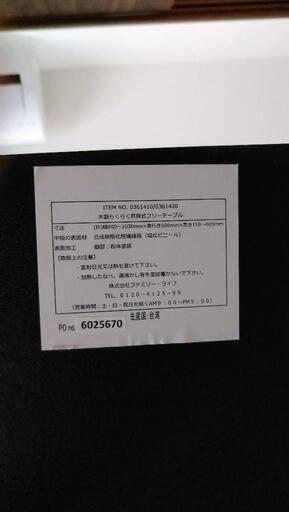 ITEM NO. 0361410/0361420
木製らくらく昇降式フリーテーブル
寸法 (約)幅850～1030mm×奥行き500mm×高さ110～665mm
甲板の表面材 合成樹脂化粧繊維板（塩化ビニール）
表面加工 脚部：粉体塗装
【取扱上の注意】
・直射日光又は熱を避けて下さい。
・加熱したなべ、湯沸かし等を直接置かないで下さい。
株式会社ファミリー・ライフ
TEL. 0120-4125-99
（営業時間：土・日・祝日を除くAM9：00～PM5：00）
PO no. 6025670
生産国:台湾